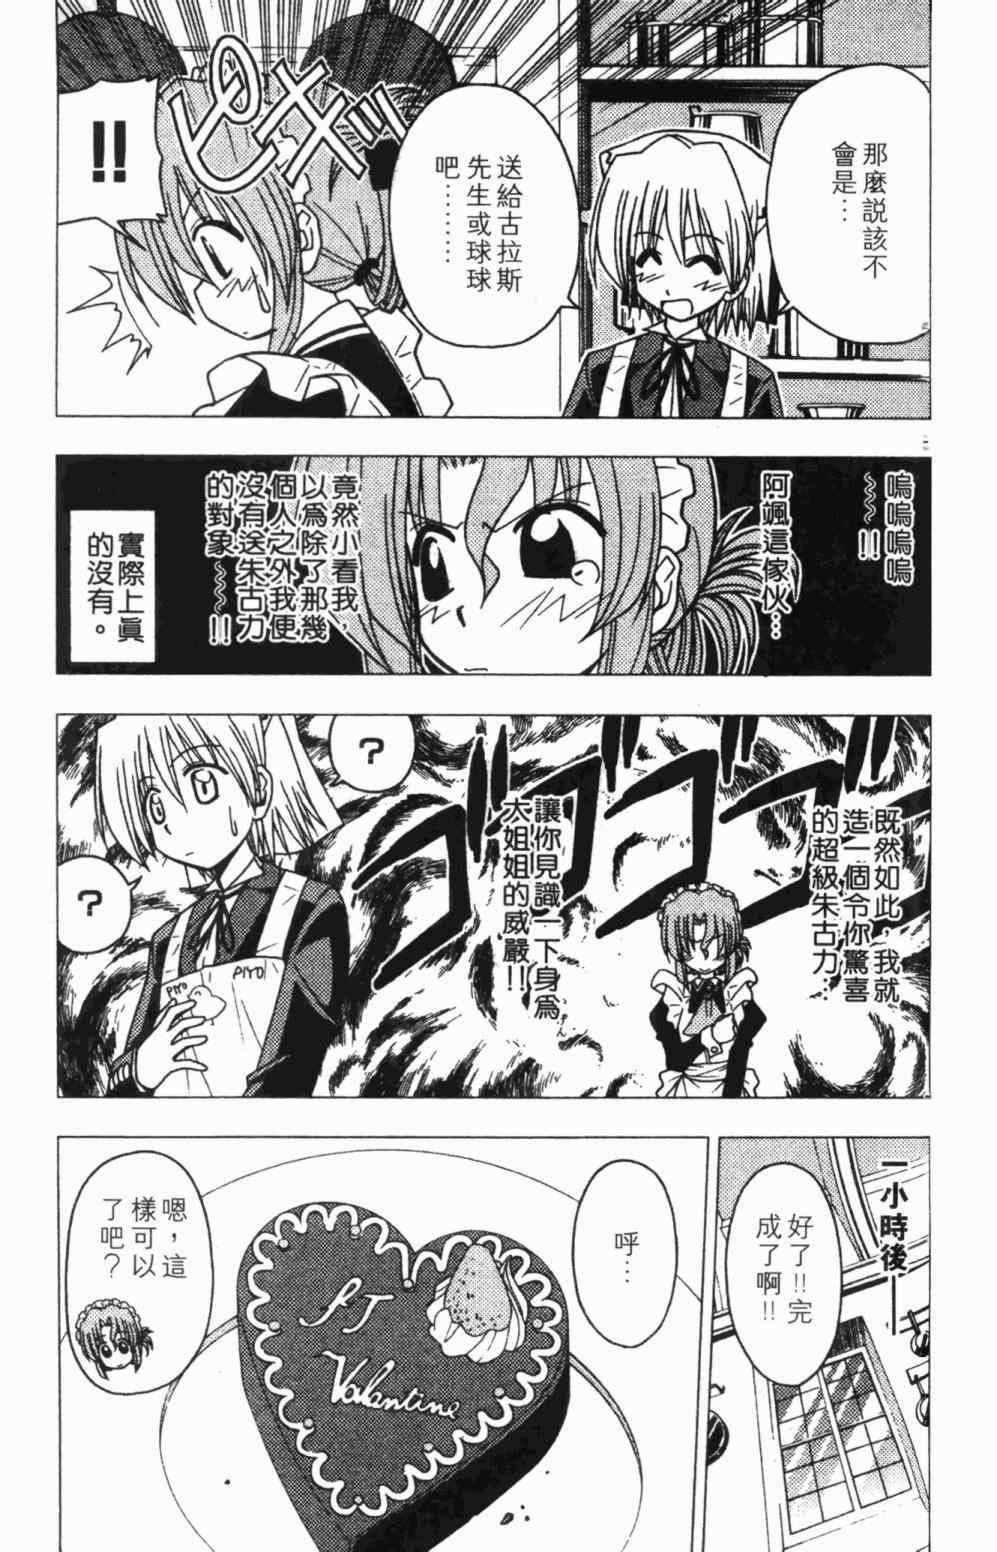 那麼說該不
會是…
送給古拉斯
先生或球球
吧………
ピキッ
!!
嗚嗚嗚嗚
~~~!!
阿颯這傢伙…
竟然小看我，
以為除了那幾
個人之外我便
沒有送朱古力
的對象~~~!!
實際上真
的沒有。
既然如此，我就
造一個令你驚喜
的超級朱古力…
讓你見識一下身為
大姐姐的威嚴!!
ゴゴゴゴ
?
?
PIYO
PIYO
一小時後——
好了!!完
成了啊!!
呼…
St
Valentine
嗯，這
樣可以
了吧？